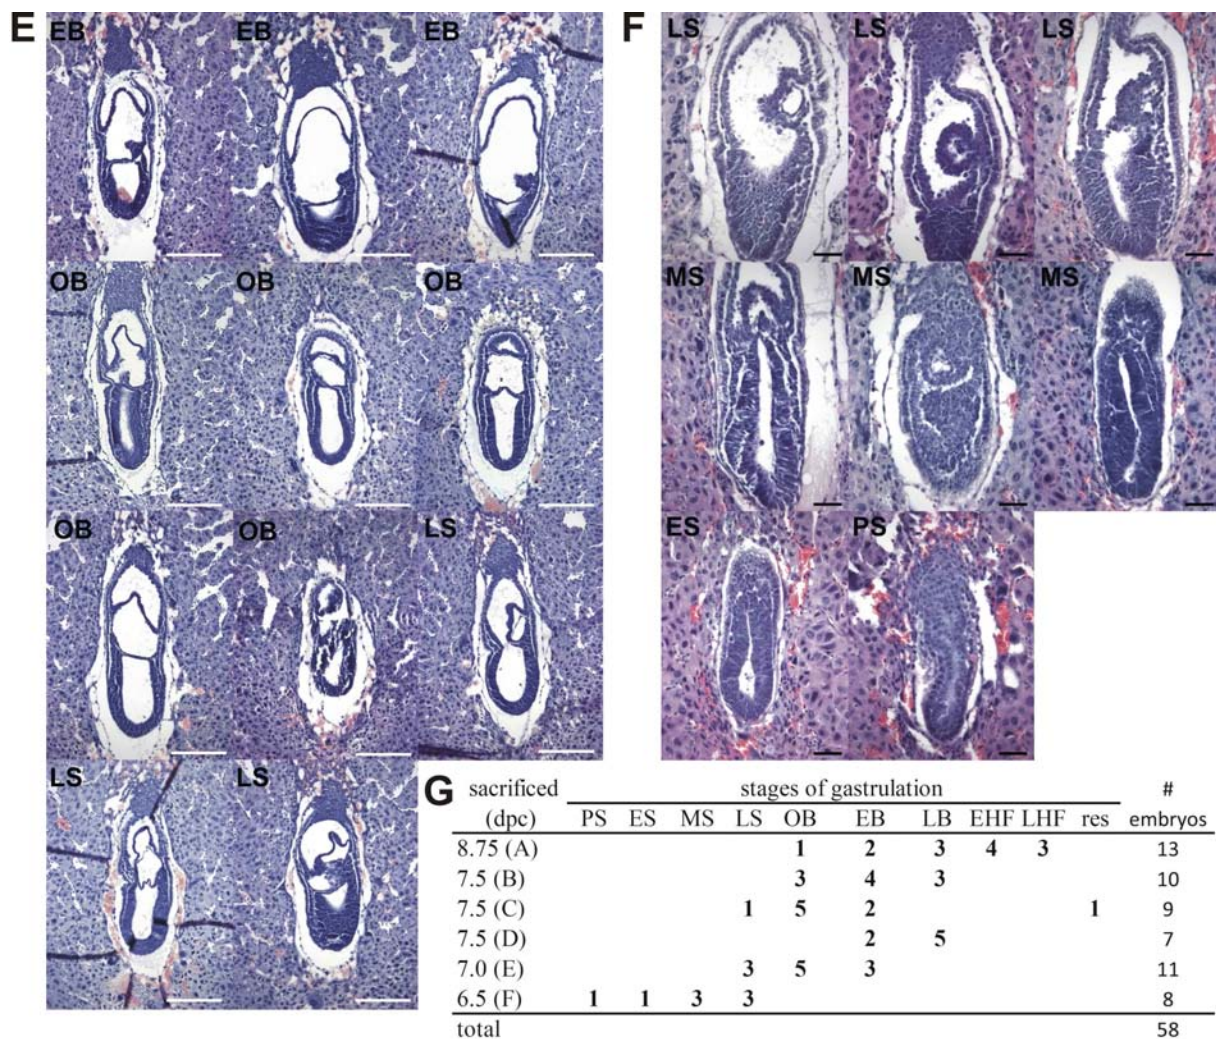 E
EB EB EB
OB OB OB
OB OB LS
LS LS
F
LS LS LS
MS MS MS
ES PS
G sacrificed stages of gastrulation #
(dpc) PS ES MS LS OB EB LB EHF LHF res embryos
8.75 (A) 1 2 3 4 3 13
7.5 (B) 3 4 3 10
7.5 (C) 1 5 2 1 9
7.5 (D) 2 5 7
7.0 (E) 3 5 3 11
6.5 (F) 1 1 3 3 8
total 58